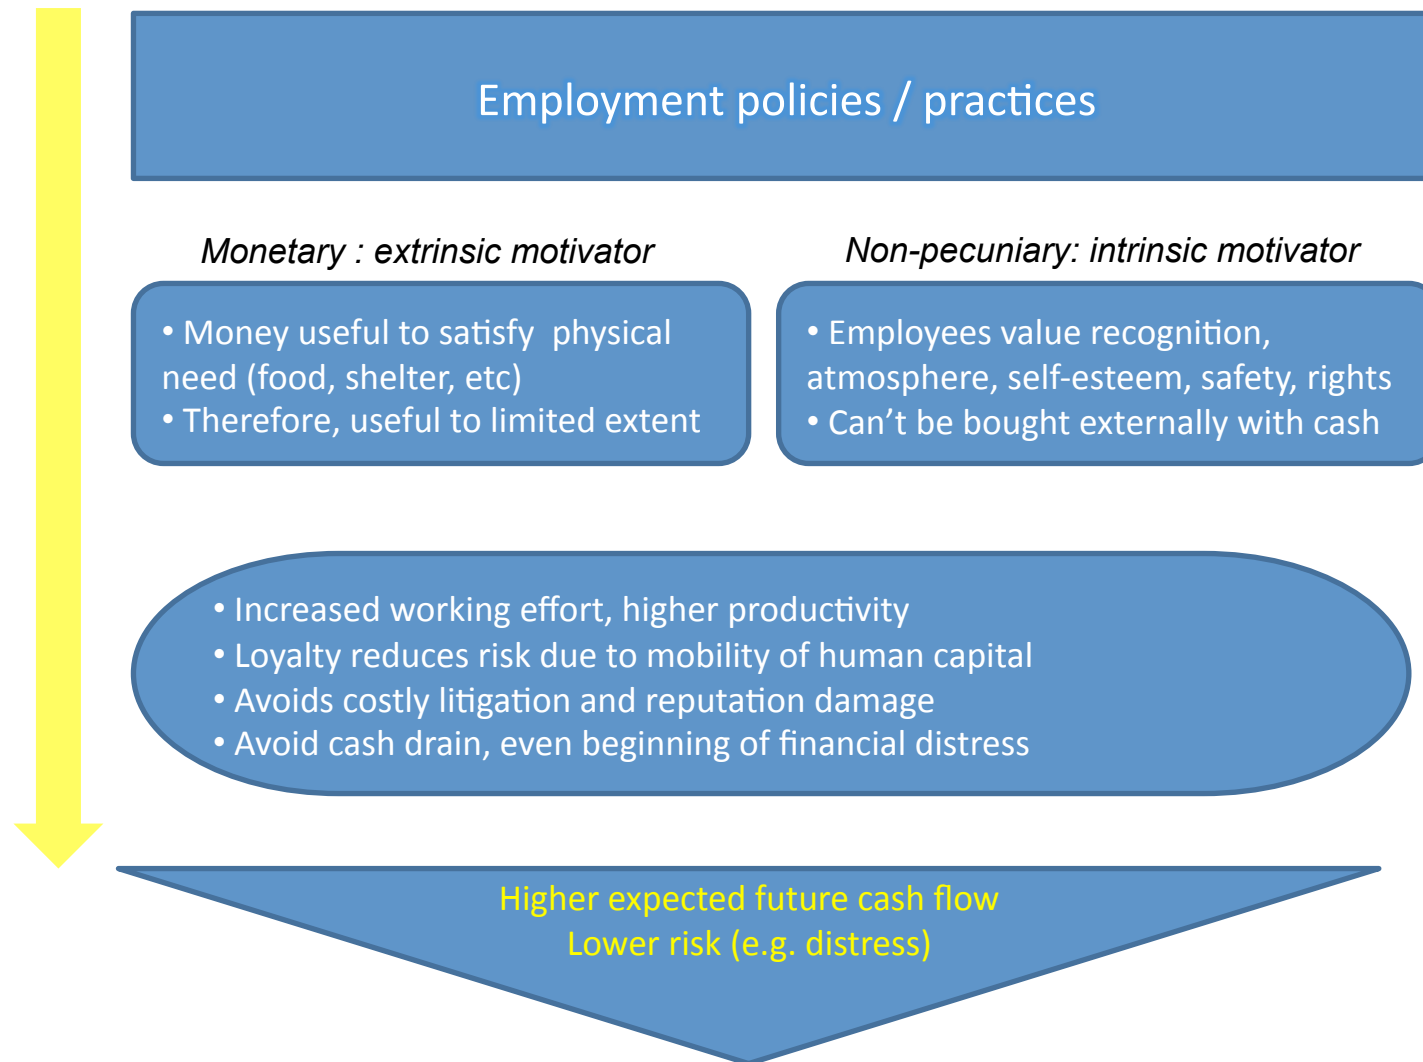 Employment policies / practices
Monetary : extrinsic motivator
• Money useful to satisfy  physical
need (food, shelter, etc)
• Therefore, useful to limited extent
Non-pecuniary: intrinsic motivator
• Employees value recognition,
atmosphere, self-esteem, safety, rights
• Can’t be bought externally with cash
• Increased working effort, higher productivity
• Loyalty reduces risk due to mobility of human capital
• Avoids costly litigation and reputation damage
• Avoid cash drain, even beginning of financial distress
Higher expected future cash flow
Lower risk (e.g. distress)